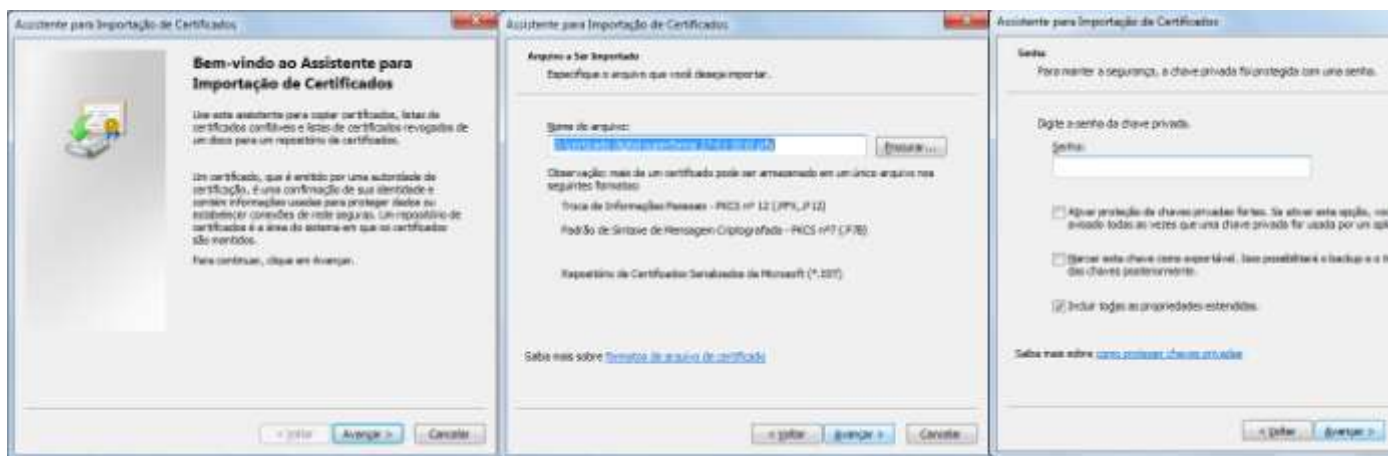 Assistente para Importação de Certificados
Bem-vindo ao Assistente para
Importação de Certificados
Use este assistente para copiar certificados, listas de
certificados confiáveis e listas de certificados revogados de
um disco para um repositório de certificados.
Um certificado, que é emitido por uma autoridade de
certificação, é uma confirmação de sua identidade e
contém informações usadas para proteger dados ou
estabelecer conexões de rede seguras. Um repositório de
certificados é a área do sistema em que os certificados
são mantidos.
Para continuar, clique em Avançar.
< Voltar
Avançar >
Cancelar
Assistente para Importação de Certificados
Arquivo a Ser Importado
Especifique o arquivo que você deseja importar.
Nome do arquivo:
Procurar...
Observação: mais de um certificado pode ser armazenado em um único arquivo nos
seguintes formatos:
Troca de Informações Pessoais - PKCS nº 12 (.PFX,.P12)
Padrão de Sintaxe de Mensagem Criptografada - PKCS nº7 (.P7B)
Repositório de Certificados Serializados da Microsoft (*.SST)
Saiba mais sobre formatos de arquivo de certificado
< Voltar
Avançar >
Cancelar
Assistente para Importação de Certificados
Senha
Para manter a segurança, a chave privada foi protegida com uma senha.
Digite a senha da chave privada.
Senha:
Ativar proteção de chaves privadas fortes. Se ativar esta opção,
avisado todas as vezes que uma chave privada for usada por um
Marcar esta chave como exportável. Isso possibilitará o backup e o
das chaves posteriormente.
Incluir todas as propriedades estendidas.
Saiba mais sobre como proteger chaves privadas
< Voltar
Avançar >